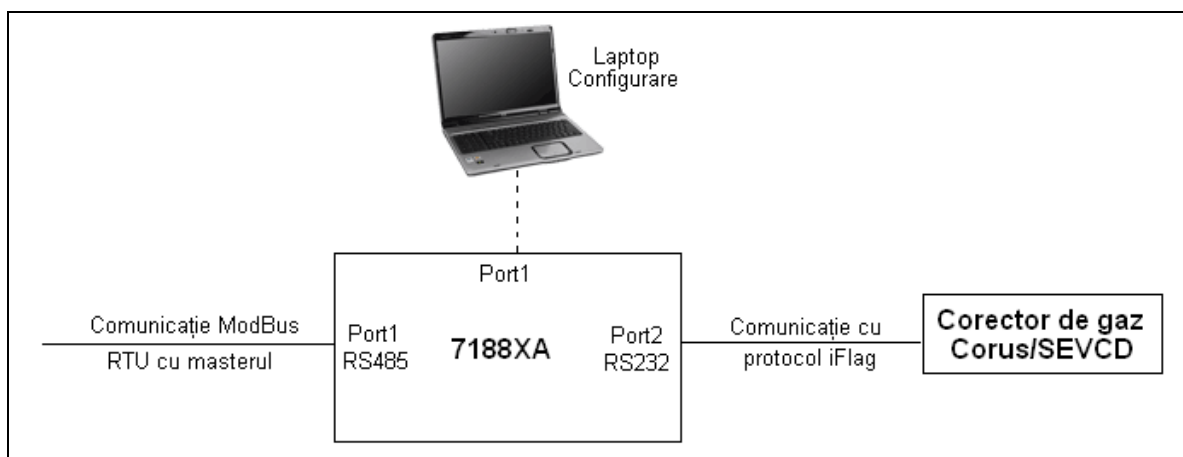 Laptop
Configurare
Port1
Comunicație ModBus
RTU cu masterul
Port1
RS485
7188XA
Port2
RS232
Comunicație cu
protocol iFlag
Corector de gaz
Corus/SEVCD